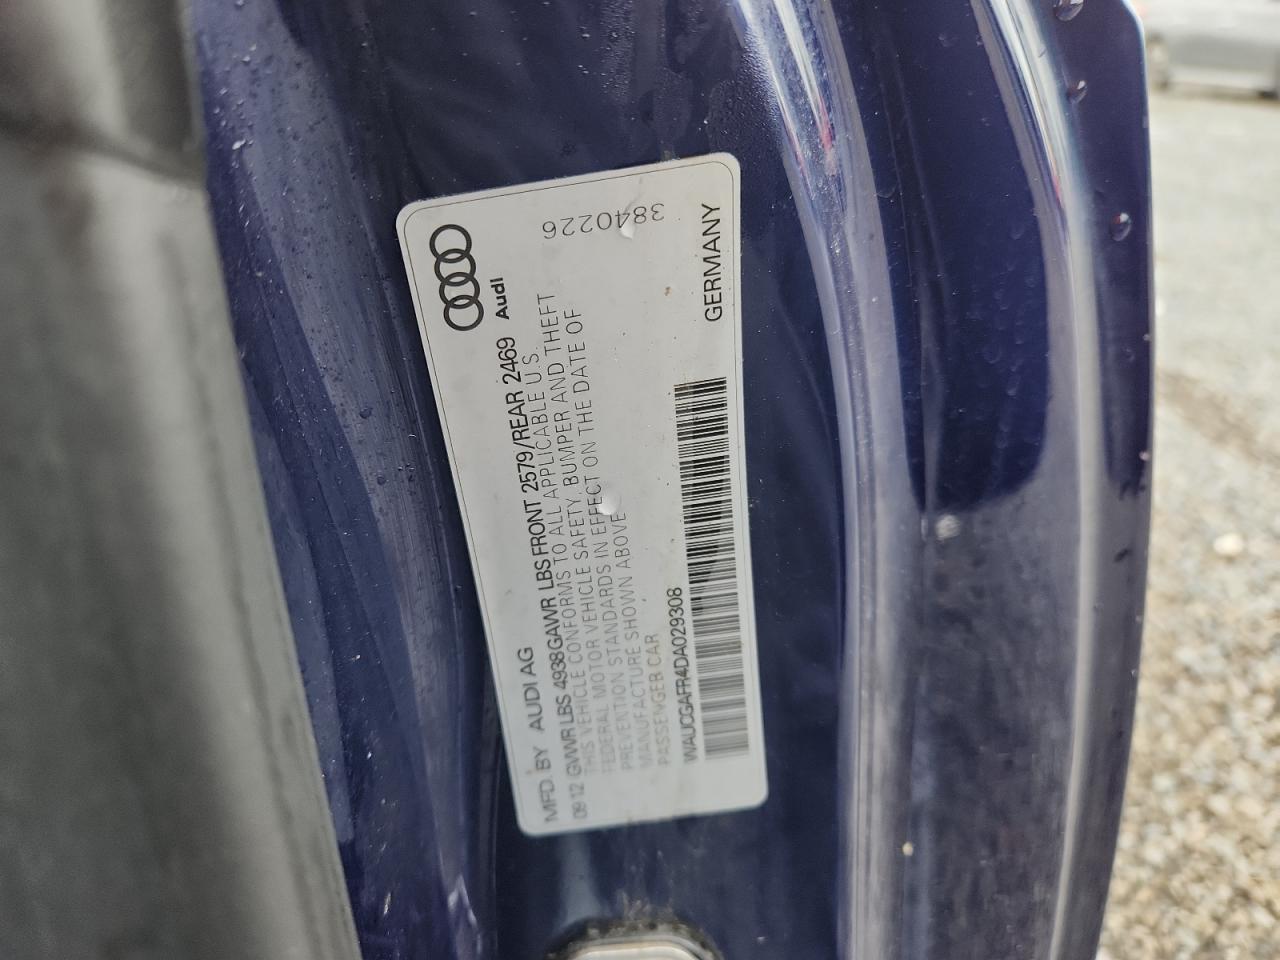 3840226
Audi
MFD. BY AUDI AG
09 12 GVWR LBS 4938 GAWR LBS FRONT 2579/REAR 2469
THIS VEHICLE CONFORMS TO ALL APPLICABLE U.S.
FEDERAL MOTOR VEHICLE SAFETY, BUMPER AND THEFT
PREVENTION STANDARDS IN EFFECT ON THE DATE OF
MANUFACTURE SHOWN ABOVE
PASSENGER CAR
WAUCGAFR4DA029308
GERMANY